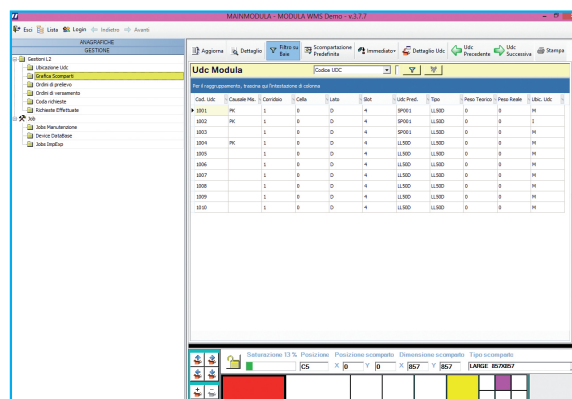 MAINMODULA - MODULA WMS Demo - v.3.7.7
Esci Lista Login Indietro Avanti
ANAGRAFICHE
GESTIONE
Gestioni L2
Ubicazione Udc
Grafica Scomparti
Ordini di prelievo
Ordini di versamento
Coda richieste
Richieste Effettuate
Job
Jobs Manutenzione
Device DataBase
Jobs ImpExp
Aggiorna Dettaglio Filtro su Baie Scompartazione Predefinita Immediato Dettaglio Udc Udc Precedente Udc Successiva Stampa
Udc Modula Codice UDC
Per il raggruppamento, trascina qui l'intestazione di colonna
Cod. Udc Causale Mis. Corridoio Cella Lato Slot Udc Pred. Tipo Peso Teorico Peso Reale Ubic. Udc
1001 PK 1 0 D 4 SP001 LL50D 0 0 M
1002 PK 1 0 D 4 SP001 LL50D 0 0 I
1003 1 0 D 4 SP001 LL50D 0 0 M
1004 PK 1 0 D 4 LL50D LL50D 0 0 M
1005 1 0 D 4 LL50D LL50D 0 0 M
1006 1 0 D 4 LL50D LL50D 0 0 M
1007 1 0 D 4 LL50D LL50D 0 0 M
1008 1 0 D 4 LL50D LL50D 0 0 M
1009 1 0 D 4 LL50D LL50D 0 0 M
1010 1 0 D 4 LL50D LL50D 0 0 M
Saturazione 13 % Posizione Posizione scomparto Dimensione scomparto Tipo scomparto
C5 X 0 Y 0 X 857 Y 857 LARGE 857X857